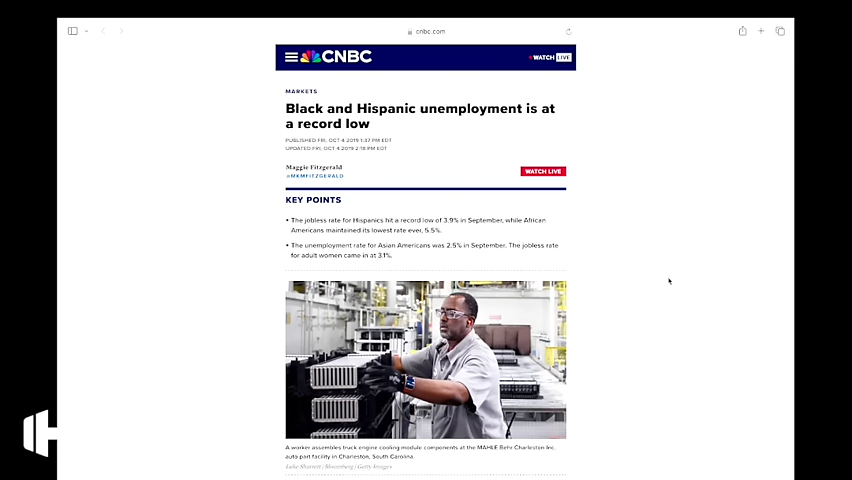 cnbc.com
CNBC
WATCH LIVE
MARKETS
Black and Hispanic unemployment is at
a record low
PUBLISHED FRI, OCT 4 2019 1:37 PM EDT
UPDATED FRI, OCT 4 2019 2:18 PM EDT
Maggie Fitzgerald
@MKMFITZGERALD
WATCH LIVE
KEY POINTS
• The jobless rate for Hispanics hit a record low of 3.9% in September, while African
Americans maintained its lowest rate ever, 5.5%.
• The unemployment rate for Asian Americans was 2.5% in September. The jobless rate
for adult women came in at 3.1%.
A worker assembles truck engine cooling module components at the MAHLE Behr Charleston Inc.
auto part facility in Charleston, South Carolina.
Luke Sharrett | Bloomberg | Getty Images